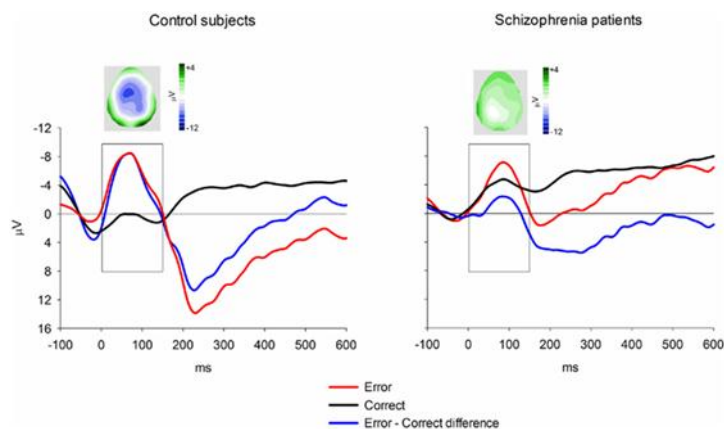 Control subjects
Schizophrenia patients
+4
µV
-12
+4
µV
-12
-12
-8
-4
0
4
8
12
16
µV
-100 0 100 200 300 400 500 600
ms
-100 0 100 200 300 400 500 600
ms
Error
Correct
Error - Correct difference